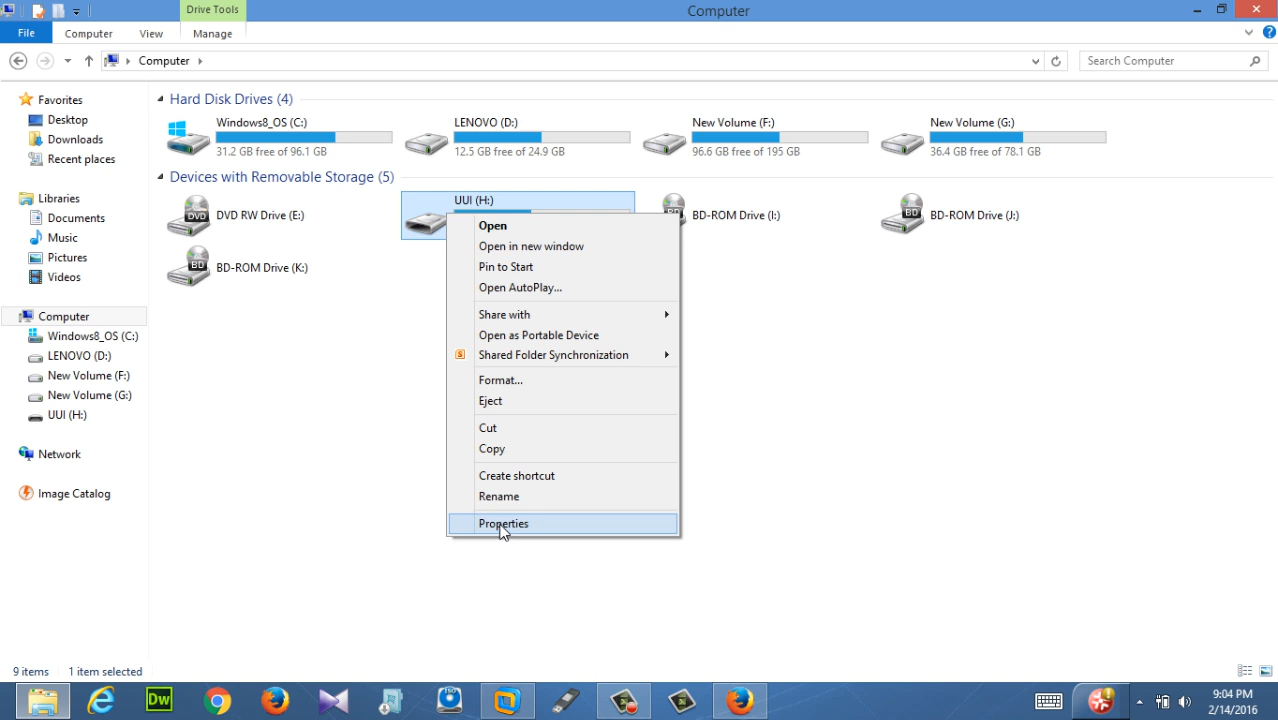 Drive Tools
Computer
File
Computer
View
Manage
Computer
Search Computer
Favorites
Desktop
Downloads
Recent places
Libraries
Documents
Music
Pictures
Videos
Computer
Windows8_OS (C:)
LENOVO (D:)
New Volume (F:)
New Volume (G:)
UUI (H:)
Network
Image Catalog
Hard Disk Drives (4)
Windows8_OS (C:)
31.2 GB free of 96.1 GB
LENOVO (D:)
12.5 GB free of 24.9 GB
New Volume (F:)
96.6 GB free of 195 GB
New Volume (G:)
36.4 GB free of 78.1 GB
Devices with Removable Storage (5)
DVD
DVD RW Drive (E:)
UUI (H:)
BD
BD-ROM Drive (I:)
BD
BD-ROM Drive (J:)
BD
BD-ROM Drive (K:)
Open
Open in new window
Pin to Start
Open AutoPlay...
Share with
Open as Portable Device
S
Shared Folder Synchronization
Format...
Eject
Cut
Copy
Create shortcut
Rename
Properties
9 items
1 item selected
Dw
ISO
9:04 PM
2/14/2016